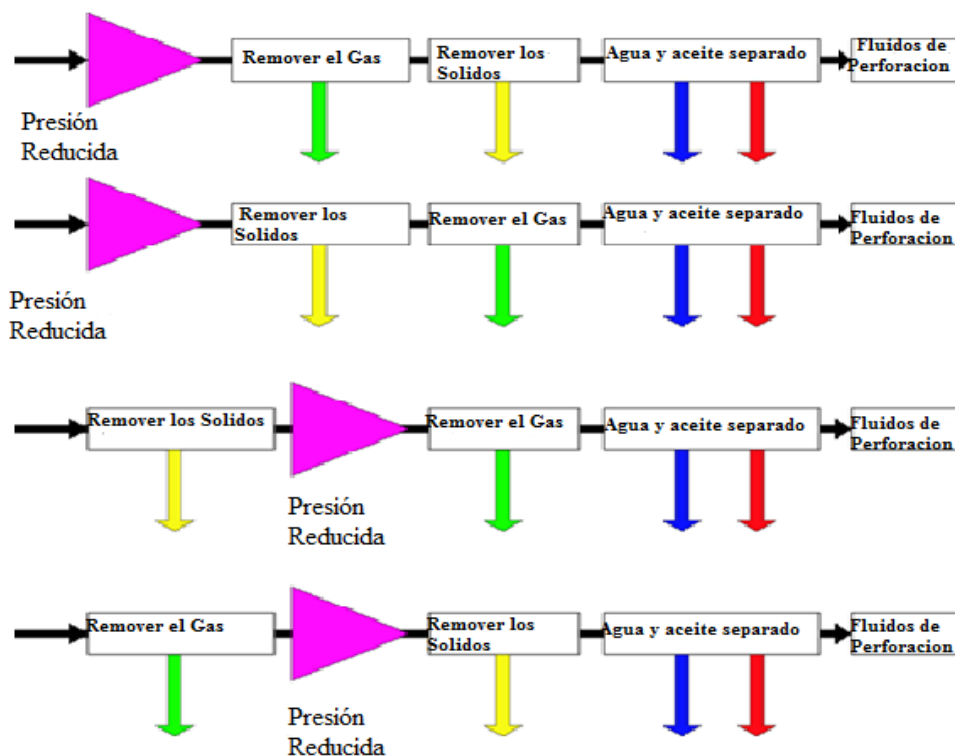 Remover el Gas
Remover los
Solidos
Agua y aceite separado
Fluidos de
Perforacion
Presión
Reducida
Remover los
Solidos
Remover el Gas
Agua y aceite separado
Fluidos de
Perforacion
Presión
Reducida
Remover los Solidos
Remover el Gas
Agua y aceite separado
Fluidos de
Perforacion
Presión
Reducida
Remover el Gas
Remover los
Solidos
Agua y aceite separado
Fluidos de
Perforacion
Presión
Reducida